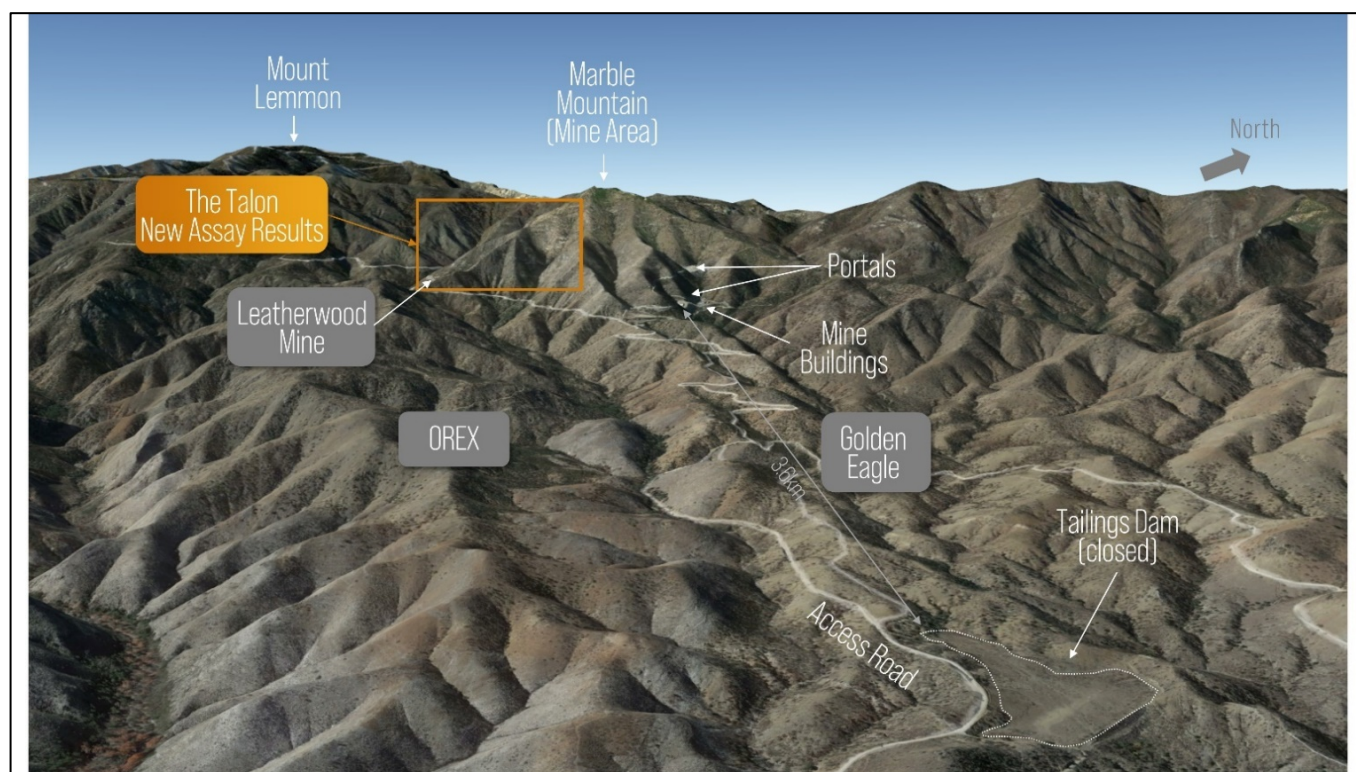 Mount
Lemmon
Marble
Mountain
(Mine Area)
North
The Talon
New Assay Results
Portals
Leatherwood
Mine
Mine
Buildings
OREX
Golden
Eagle
3.6km
Tailings Dam
(closed)
Access Road